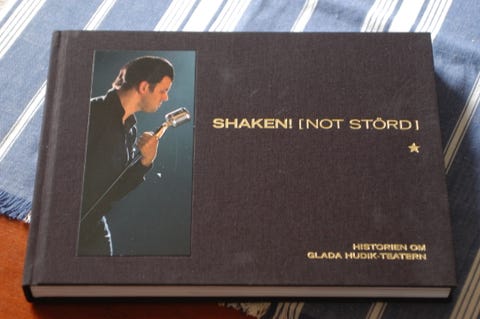 SHAKEN! [NOT STÖRD]
HISTORIEN OM
GLADA HUDIK-TEATERN